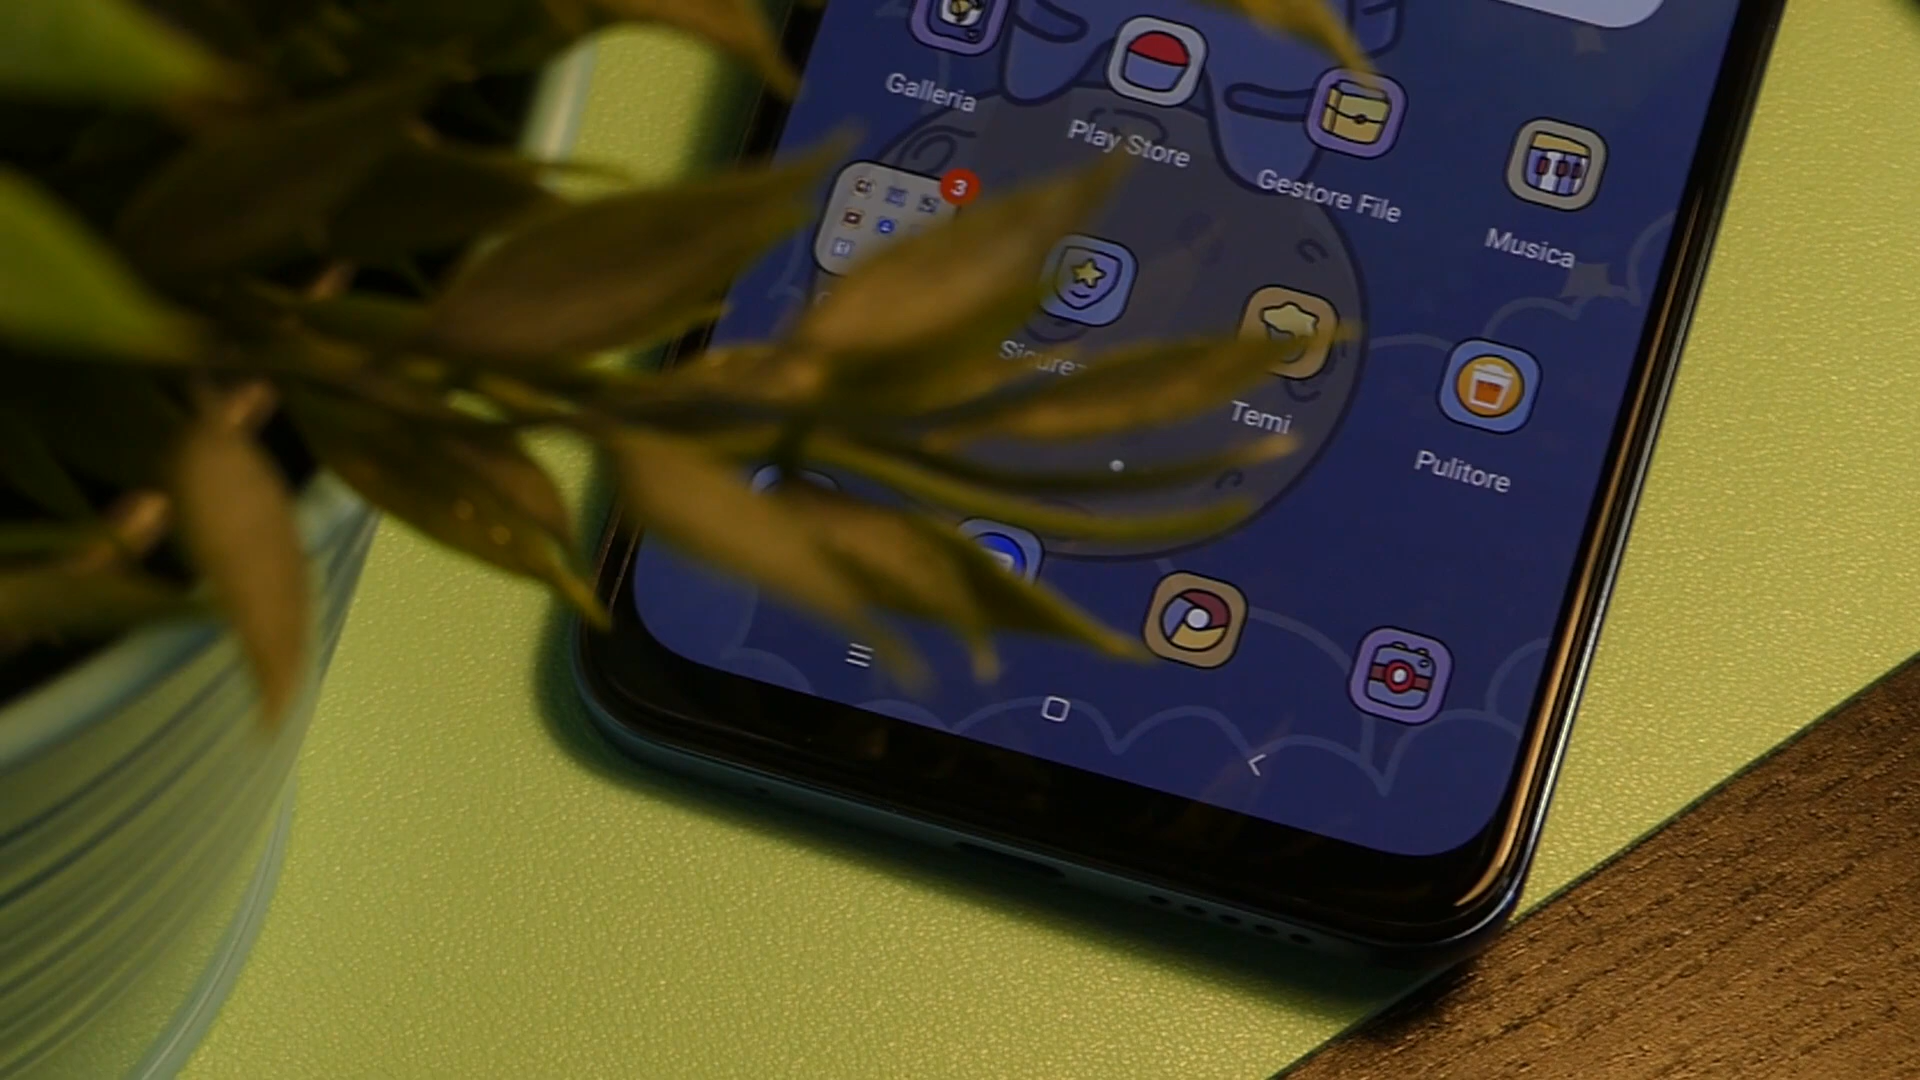 Galleria
Play Store
Gestore File
Musica
3
Temi
Pulitore